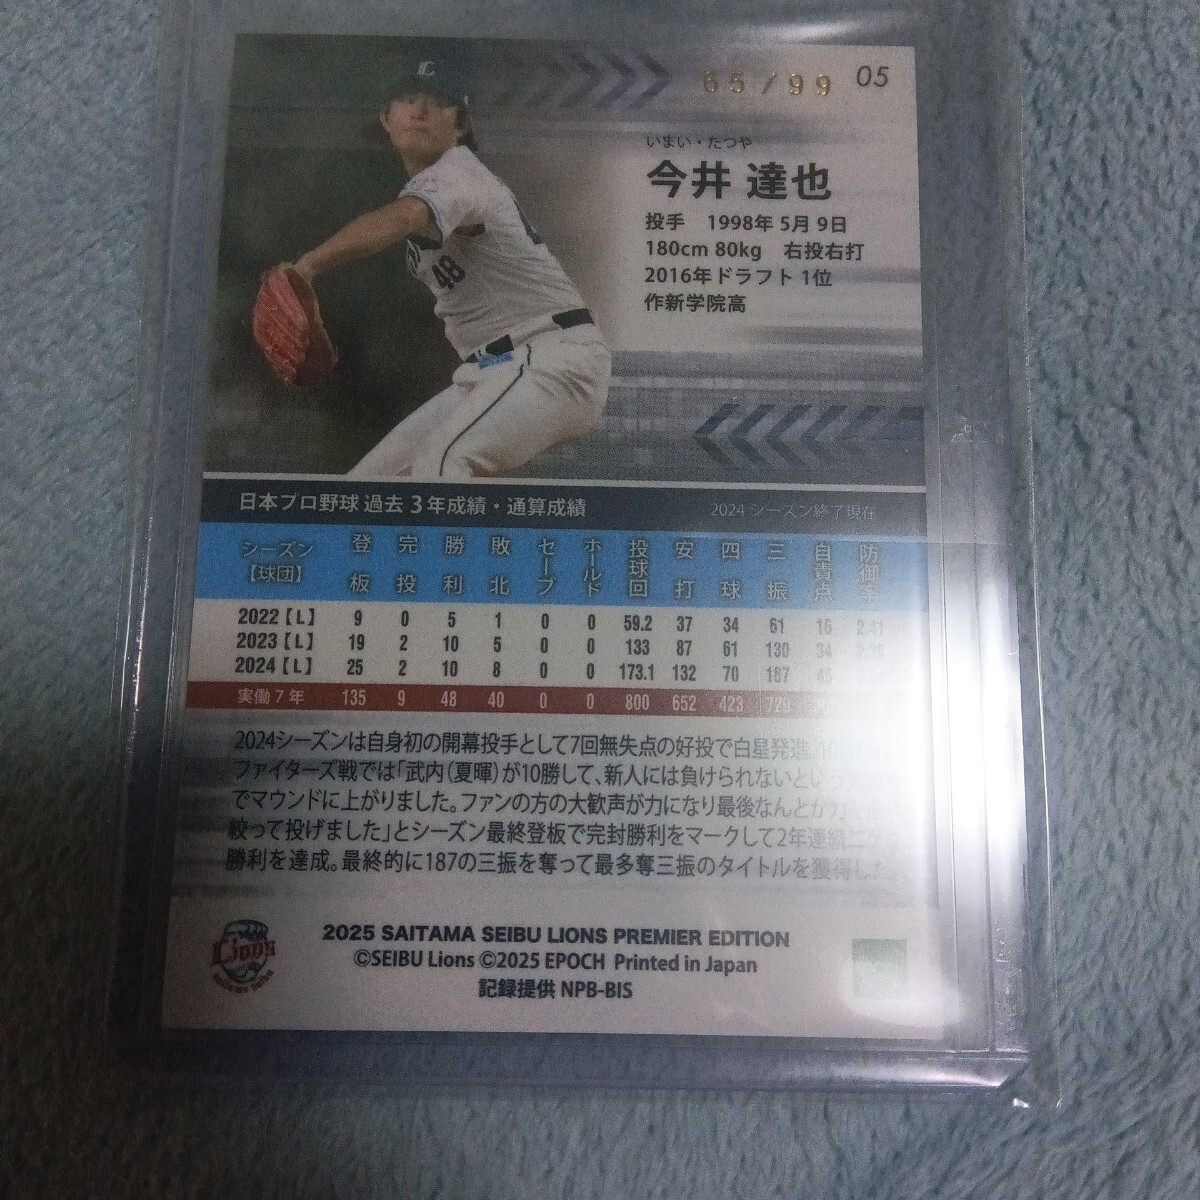 65/99 05
いまい・たつや
今井 達也
投手 1998年 5月 9日
180cm 80kg 右投右打
2016年ドラフト 1位
作新学院高
48
日本プロ野球 過去 3 年成績・通算成績 2024 シーズン終了現在
シーズン【球団】 登板 完投 勝利 敗北 セーブ ホールド 投球回 安打 四球 三振 自責点 防御率
2022【L】 9 0 5 1 0 0 59.2 37 34 61 16 2.41
2023【L】 19 2 10 5 0 0 133 87 61 130 34 2.30
2024【L】 25 2 10 8 0 0 173.1 132 70 187 45
実働 7 年 135 9 48 40 0 0 800 652 423 720
2024シーズンは自身初の開幕投手として7回無失点の好投で白星発進。
ファイターズ戦では「武内(夏暉)が10勝して、新人には負けられないという
でマウンドに上がりました。ファンの方の大歓声が力になり最後なんとか力
絞って投げました」とシーズン最終登板で完封勝利をマークして2年連続二ケタ
勝利を達成。最終的に187の三振を奪って最多奪三振のタイトルを獲得した。
Lions
2025 SAITAMA SEIBU LIONS PREMIER EDITION
©SEIBU Lions ©2025 EPOCH Printed in Japan
記録提供 NPB-BIS